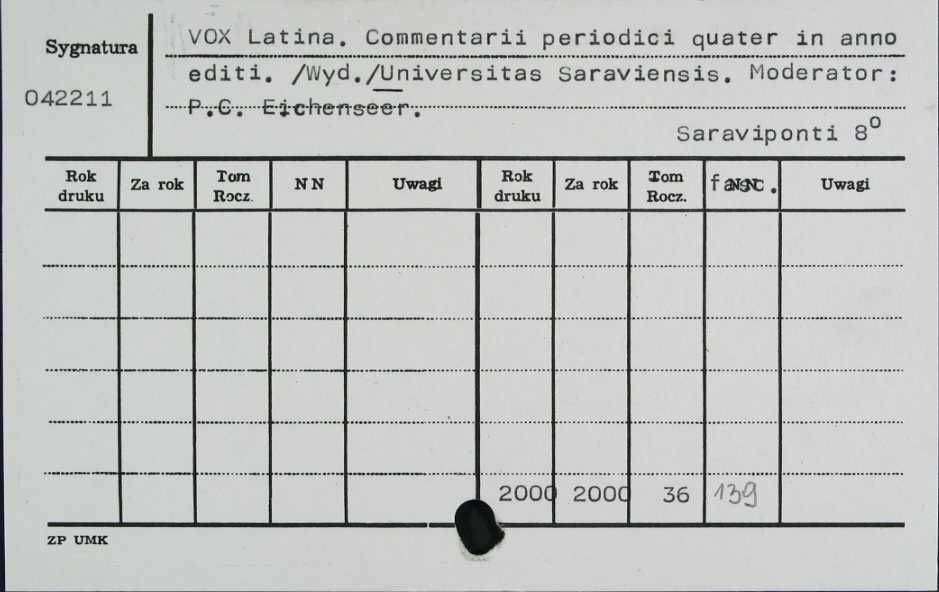 Sygnatura
042211
VOX Latina. Commentarii periodici quater in anno
editi. /Wyd./Universitas Saraviensis. Moderator:
P.C. Eichenseer.
Saraviponti 8o
Rok druku Za rok Tom Rocz. NN Uwagi Rok druku Za rok Tom Rocz. fasc. Uwagi
2000 2000 36 139
ZP UMK